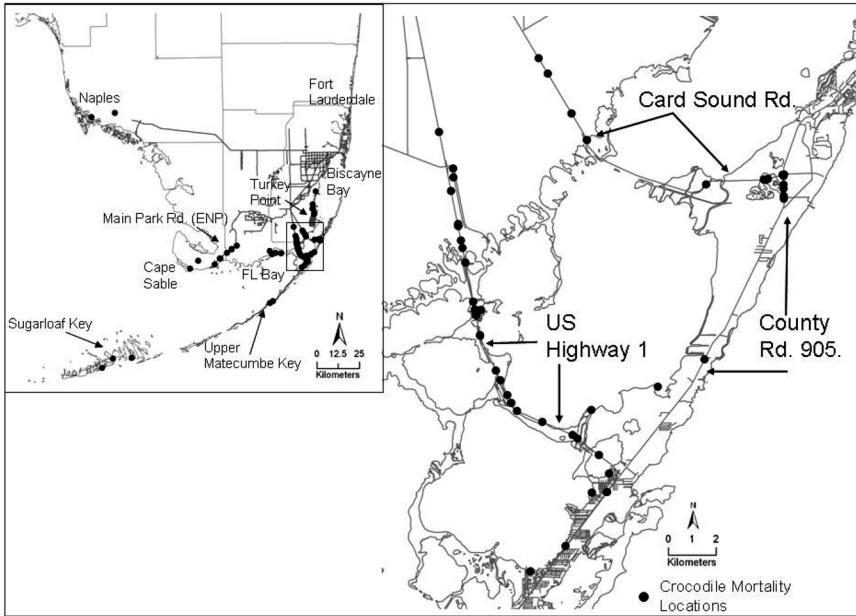 Fort
Lauderdale
Naples
Biscayne
Bay
Turkey
Point
Main Park Rd. (ENP)
Cape
Sable
FL Bay
Sugarloaf Key
Upper
Matecumbe Key
N
0 12.5 25
Kilometers
Card Sound Rd.
US
Highway 1
County
Rd. 905.
N
0 1 2
Kilometers
Crocodile Mortality
Locations